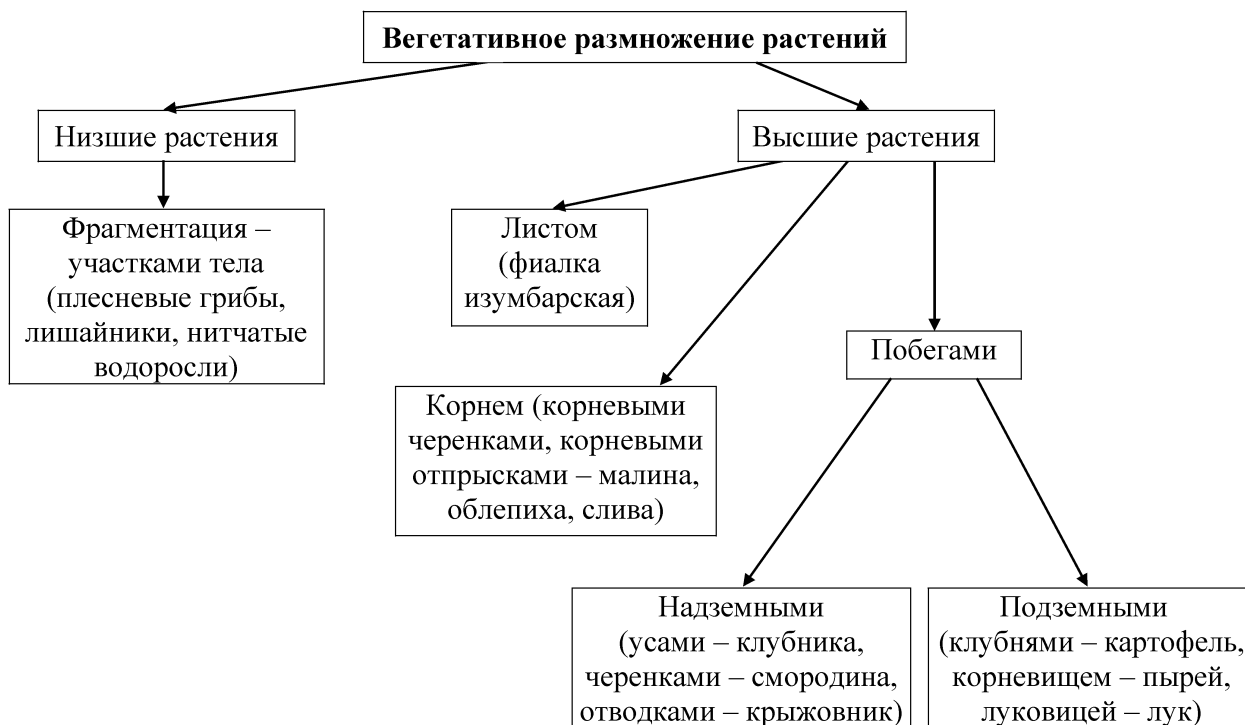 Вегетативное размножение растений
Низшие растения
Высшие растения
Фрагментация –
участками тела
(плесневые грибы,
лишайники, нитчатые
водоросли)
Листом
(фиалка
изумбарская)
Побегами
Корнем (корневыми
черенками, корневыми
отпрысками – малина,
облепиха, слива)
Надземными
(усами – клубника,
черенками – смородина,
отводками – крыжовник)
Подземными
(клубнями – картофель,
корневищем – пырей,
луковицей – лук)